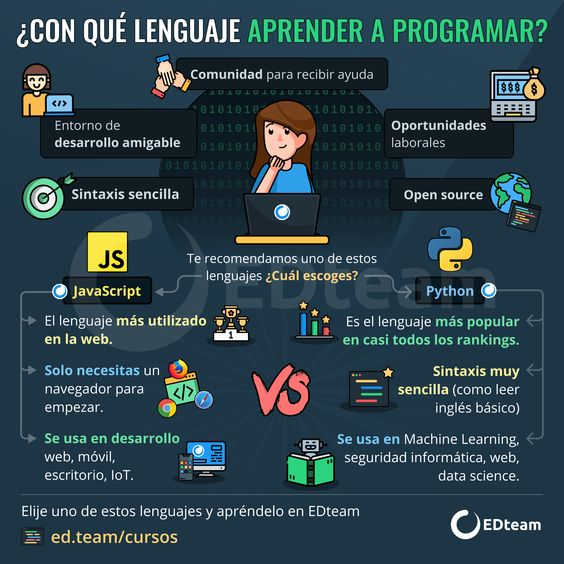 ¿CON QUÉ LENGUAJE APRENDER A PROGRAMAR?
Comunidad para recibir ayuda
Entorno de
desarrollo amigable
Oportunidades
laborales
Sintaxis sencilla
Open source
JS
Te recomendamos uno de estos
lenguajes ¿Cuál escoges?
EDteam
JavaScript
Python
El lenguaje más utilizado
en la web.
Es el lenguaje más popular
en casi todos los rankings.
Solo necesitas un
navegador para
empezar.
VS
Sintaxis muy
sencilla (como leer
inglés básico)
Se usa en desarrollo
web, móvil,
escritorio, IoT.
Se usa en Machine Learning,
seguridad informática, web,
data science.
Elije uno de estos lenguajes y apréndelo en EDteam
ed.team/cursos
EDteam